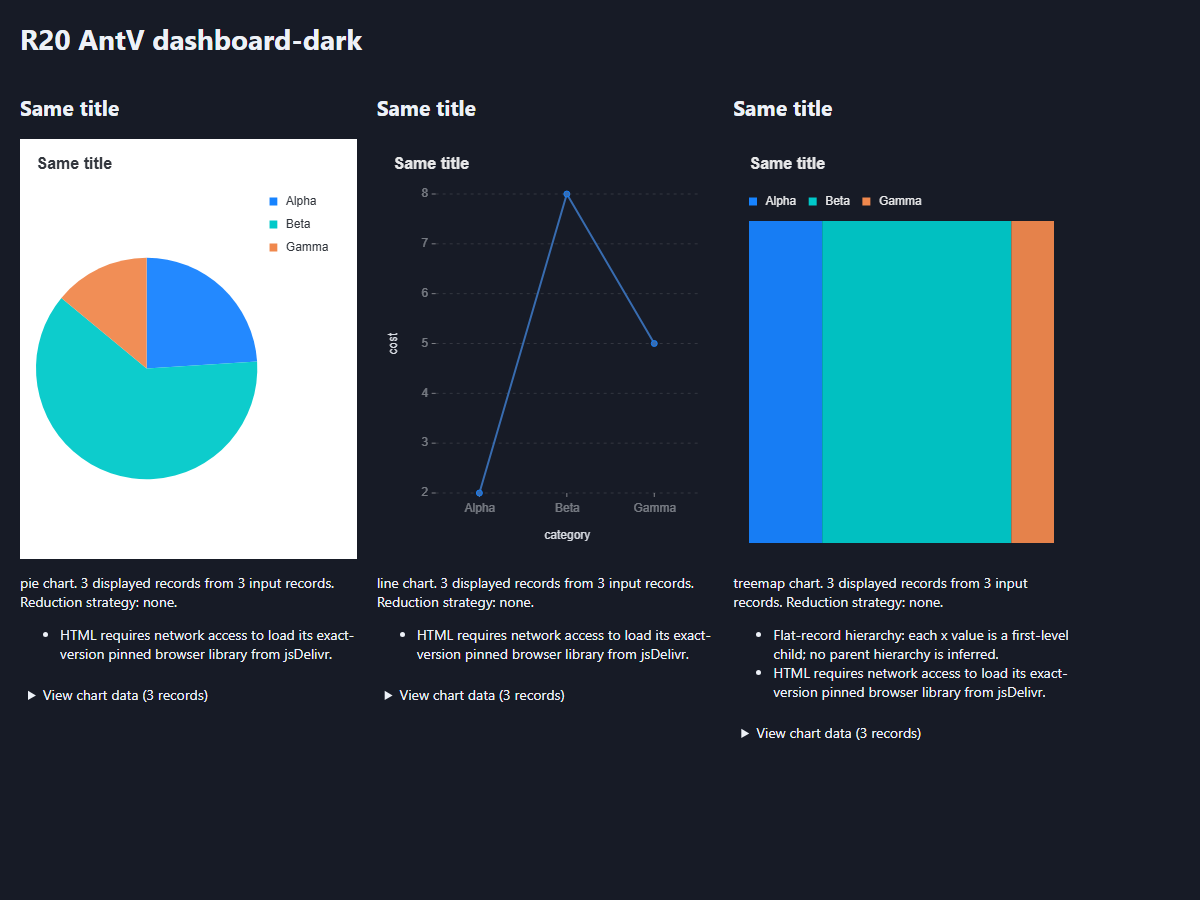 R20 AntV dashboard-dark
Same title
Same title
Alpha
Beta
Gamma
pie chart. 3 displayed records from 3 input records.
Reduction strategy: none.
• HTML requires network access to load its exact-
version pinned browser library from jsDelivr.
▶ View chart data (3 records)
Same title
Same title
8
7
6
5
4
3
2
cost
Alpha Beta Gamma
category
line chart. 3 displayed records from 3 input records.
Reduction strategy: none.
• HTML requires network access to load its exact-
version pinned browser library from jsDelivr.
▶ View chart data (3 records)
Same title
Same title
Alpha Beta Gamma
treemap chart. 3 displayed records from 3 input
records. Reduction strategy: none.
• Flat-record hierarchy: each x value is a first-level
child; no parent hierarchy is inferred.
• HTML requires network access to load its exact-
version pinned browser library from jsDelivr.
▶ View chart data (3 records)